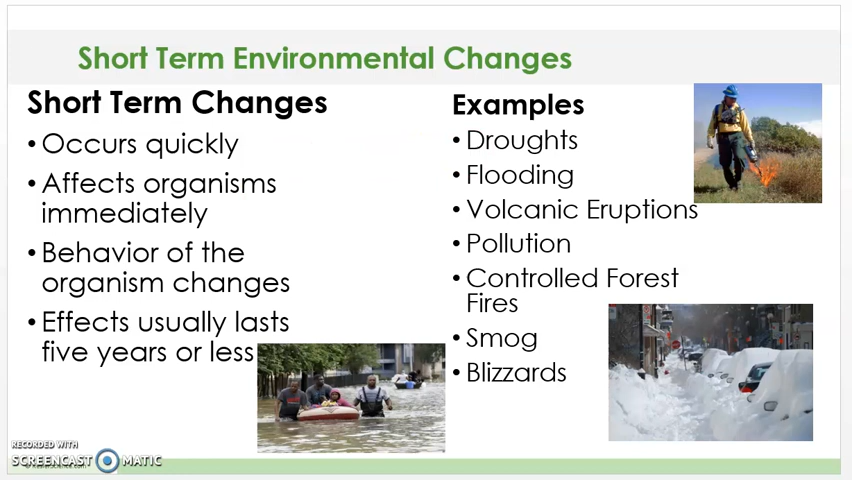 Short Term Environmental Changes
Short Term Changes
• Occurs quickly
• Affects organisms
immediately
• Behavior of the
organism changes
• Effects usually lasts
five years or less
Examples
• Droughts
• Flooding
• Volcanic Eruptions
• Pollution
• Controlled Forest
Fires
• Smog
• Blizzards
RECORDED WITH
SCREENCAST MATIC